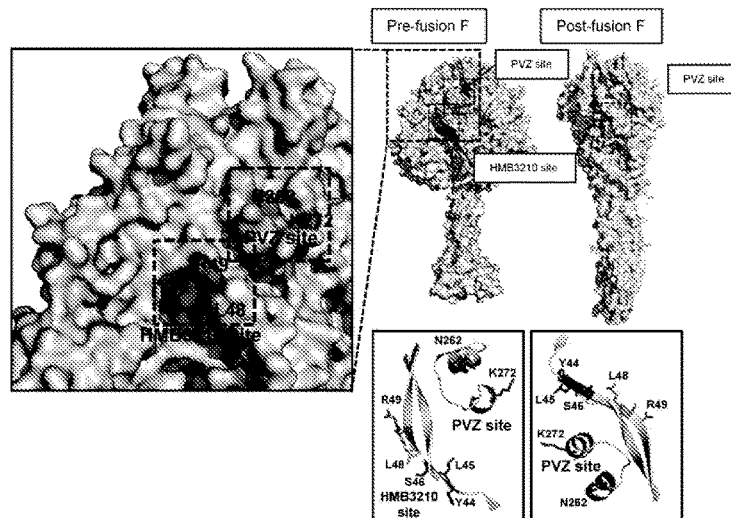 Pre-fusion F
Post-fusion F
PVZ site
PVZ site
HMB3210 site
PVZ site
48
N262
K272
R49
PVZ site
L48
L45
S46
HMB3210
site
Y44
Y44
L45
S46
L48
R49
K272
PVZ site
N262